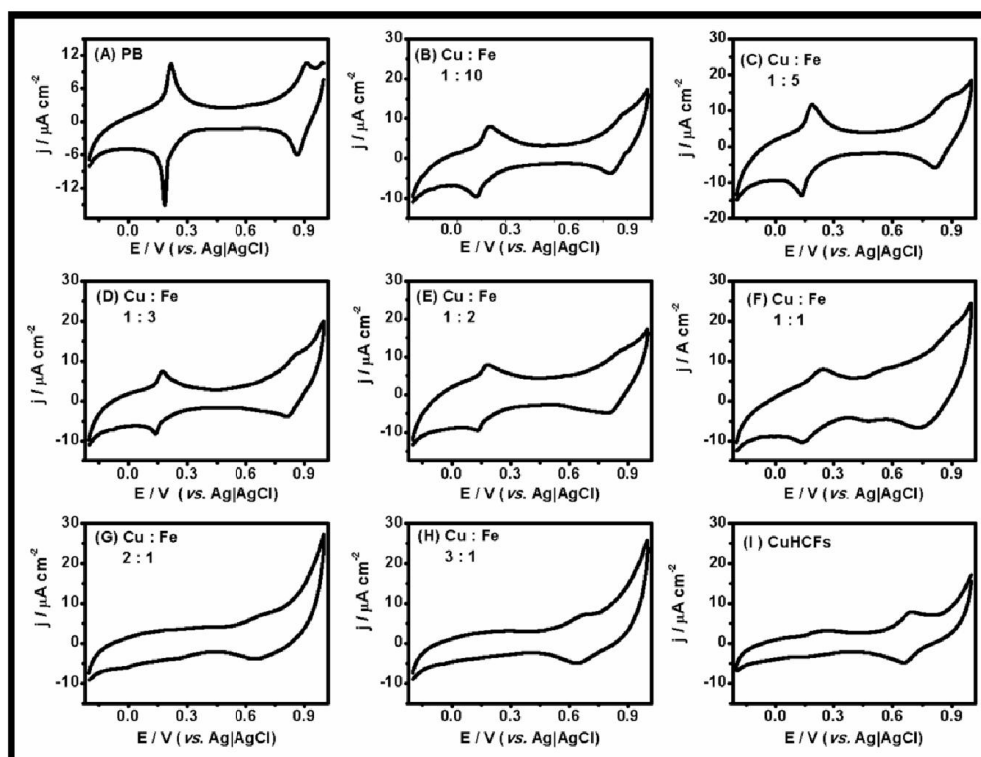 (A) PB
12
6
0
-6
-12
j / μA cm-2
0.0 0.3 0.6 0.9
E / V ( vs. Ag|AgCl)
(B) Cu : Fe
1 : 10
30
20
10
0
-10
j / μA cm-2
0.0 0.3 0.6 0.9
E / V (vs. Ag|AgCl)
(C) Cu : Fe
1 : 5
30
20
10
0
-10
-20
j / μA cm-2
0.0 0.3 0.6 0.9
E / V (vs. Ag|AgCl)
(D) Cu : Fe
1 : 3
30
20
10
0
-10
j / μA cm-2
0.0 0.3 0.6 0.9
E / V (vs. Ag|AgCl)
(E) Cu : Fe
1 : 2
30
20
10
0
-10
j / μA cm-2
0.0 0.3 0.6 0.9
E / V (vs. Ag|AgCl)
(F) Cu : Fe
1 : 1
30
20
10
0
-10
j / A cm-2
0.0 0.3 0.6 0.9
E / V (vs. Ag|AgCl)
(G) Cu : Fe
2 : 1
30
20
10
0
-10
j / μA cm-2
0.0 0.3 0.6 0.9
E / V (vs. Ag|AgCl)
(H) Cu : Fe
3 : 1
30
20
10
0
-10
j / μA cm-2
0.0 0.3 0.6 0.9
E / V (vs. Ag|AgCl)
(I ) CuHCFs
30
20
10
0
-10
j / μA cm-2
0.0 0.3 0.6 0.9
E / V (vs. Ag|AgCl)